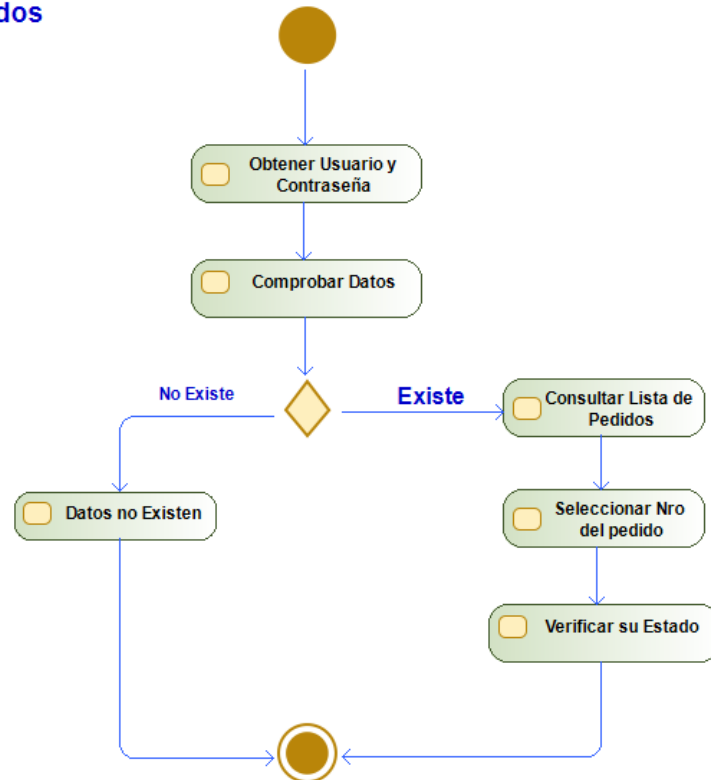 Obtener Usuario y
Contraseña
Comprobar Datos
No Existe
Existe
Consultar Lista de
Pedidos
Datos no Existen
Seleccionar Nro
del pedido
Verificar su Estado